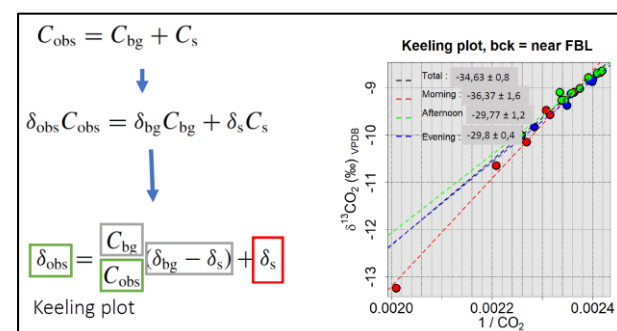 C_obs = C_bg + C_s
δ_obs C_obs = δ_bg C_bg + δ_s C_s
δ_obs = C_bg / C_obs (δ_bg − δ_s) + δ_s
Keeling plot
Keeling plot, bck = near FBL
Total : -34,63 ± 0,8
Morning : -36,37 ± 1,6
Afternoon -29,77 ± 1,2
Evening : -29,8 ± 0,4
δ¹³CO₂ (‰) VPDB
-9
-10
-11
-12
-13
0.0020 0.0022 0.0024
1 / CO₂